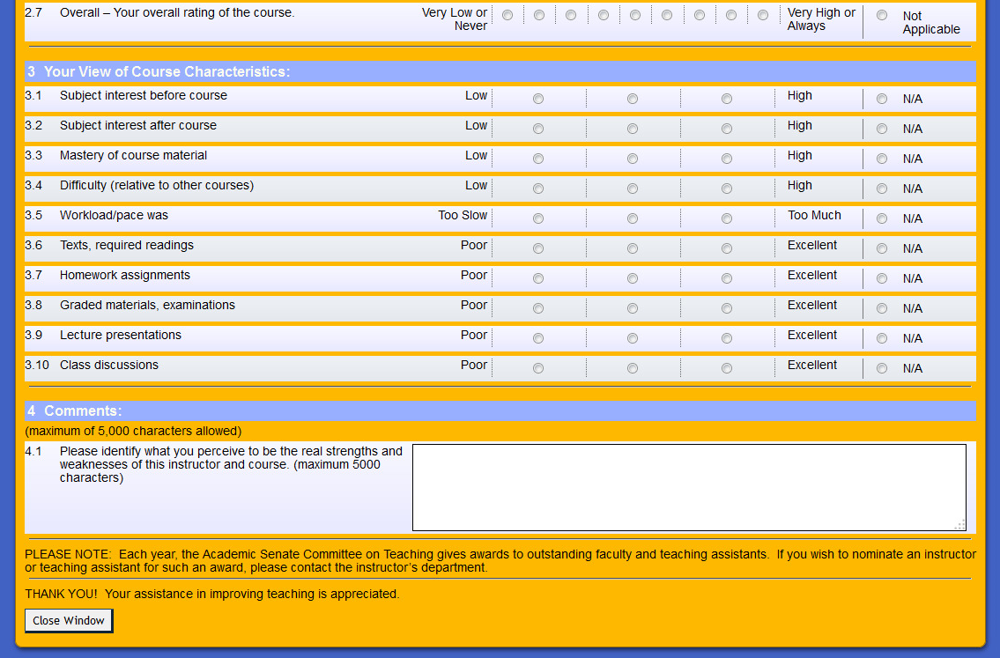 2.7 Overall – Your overall rating of the course. Very Low or Never Very High or Always Not Applicable
3 Your View of Course Characteristics:
3.1 Subject interest before course Low High N/A
3.2 Subject interest after course Low High N/A
3.3 Mastery of course material Low High N/A
3.4 Difficulty (relative to other courses) Low High N/A
3.5 Workload/pace was Too Slow Too Much N/A
3.6 Texts, required readings Poor Excellent N/A
3.7 Homework assignments Poor Excellent N/A
3.8 Graded materials, examinations Poor Excellent N/A
3.9 Lecture presentations Poor Excellent N/A
3.10 Class discussions Poor Excellent N/A
4 Comments:
(maximum of 5,000 characters allowed)
4.1 Please identify what you perceive to be the real strengths and
weaknesses of this instructor and course. (maximum 5000
characters)
PLEASE NOTE: Each year, the Academic Senate Committee on Teaching gives awards to outstanding faculty and teaching assistants. If you wish to nominate an instructor
or teaching assistant for such an award, please contact the instructor's department.
THANK YOU! Your assistance in improving teaching is appreciated.
Close Window